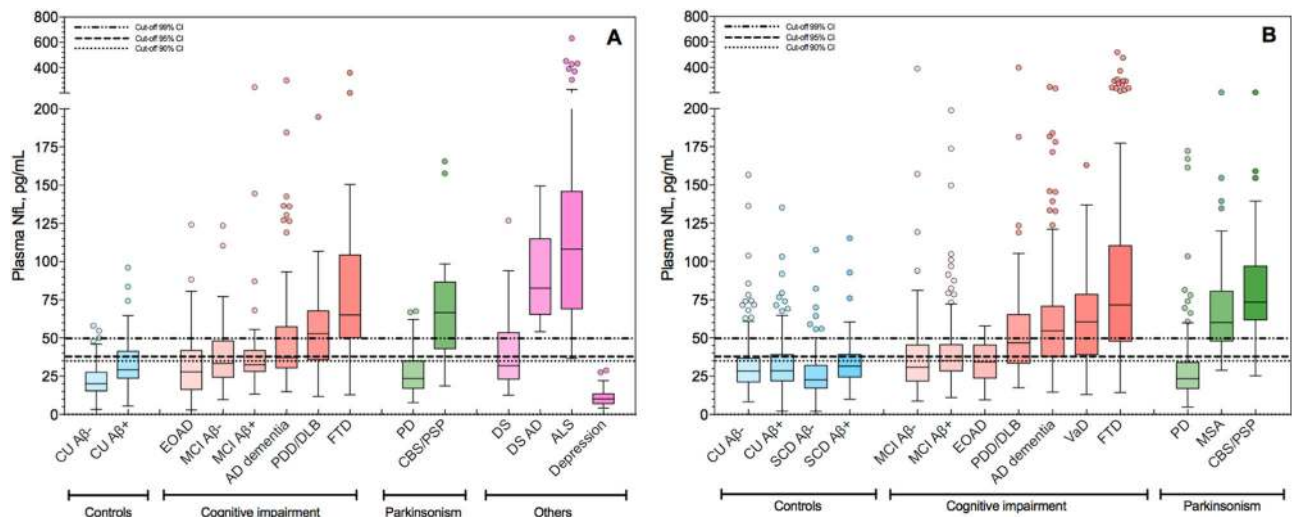 A
Cut-off 99% CI
Cut-off 95% CI
Cut-off 90% CI
Plasma NfL, pg/mL
800
600
400
200
175
150
125
100
75
50
25
0
CU Aβ-
CU Aβ+
EOAD
MCI Aβ-
MCI Aβ+
AD dementia
PDD/DLB
FTD
PD
CBS/PSP
DS
DS AD
ALS
Depression
Controls
Cognitive impairment
Parkinsonism
Others
B
Cut-off 99% CI
Cut-off 95% CI
Cut-off 90% CI
Plasma NfL, pg/mL
800
600
400
200
175
150
125
100
75
50
25
0
CU Aβ-
CU Aβ+
SCD Aβ-
SCD Aβ+
MCI Aβ-
MCI Aβ+
EOAD
PDD/DLB
AD dementia
VaD
FTD
PD
MSA
CBS/PSP
Controls
Cognitive impairment
Parkinsonism